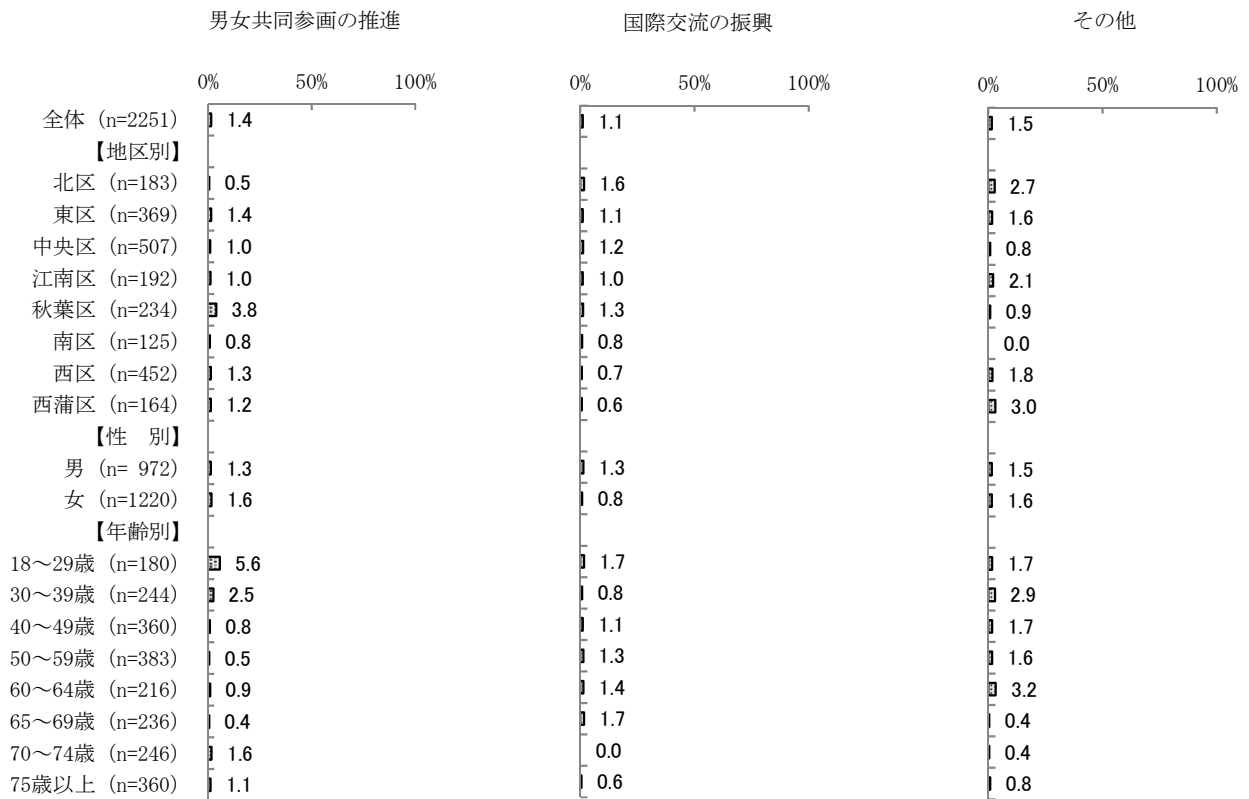 男女共同参画の推進 国際交流の振興 その他
0% 50% 100% 0% 50% 100% 0% 50% 100%
全体 (n=2251) 1.4 1.1 1.5
【地区別】
北区 (n=183) 0.5 1.6 2.7
東区 (n=369) 1.4 1.1 1.6
中央区 (n=507) 1.0 1.2 0.8
江南区 (n=192) 1.0 1.0 2.1
秋葉区 (n=234) 3.8 1.3 0.9
南区 (n=125) 0.8 0.8 0.0
西区 (n=452) 1.3 0.7 1.8
西蒲区 (n=164) 1.2 0.6 3.0
【性　別】
男 (n= 972) 1.3 1.3 1.5
女 (n=1220) 1.6 0.8 1.6
【年齢別】
18～29歳 (n=180) 5.6 1.7 1.7
30～39歳 (n=244) 2.5 0.8 2.9
40～49歳 (n=360) 0.8 1.1 1.7
50～59歳 (n=383) 0.5 1.3 1.6
60～64歳 (n=216) 0.9 1.4 3.2
65～69歳 (n=236) 0.4 1.7 0.4
70～74歳 (n=246) 1.6 0.0 0.4
75歳以上 (n=360) 1.1 0.6 0.8